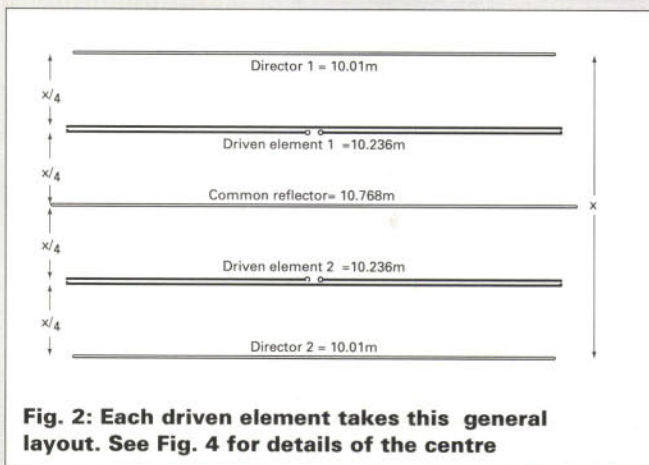 Director 1 = 10.01m
x/4
Driven element 1 =10.236m
x/4
Common reflector= 10.768m
x
x/4
Driven element 2 =10.236m
x/4
Director 2 = 10.01m
Fig. 2: Each driven element takes this general
layout. See Fig. 4 for details of the centre